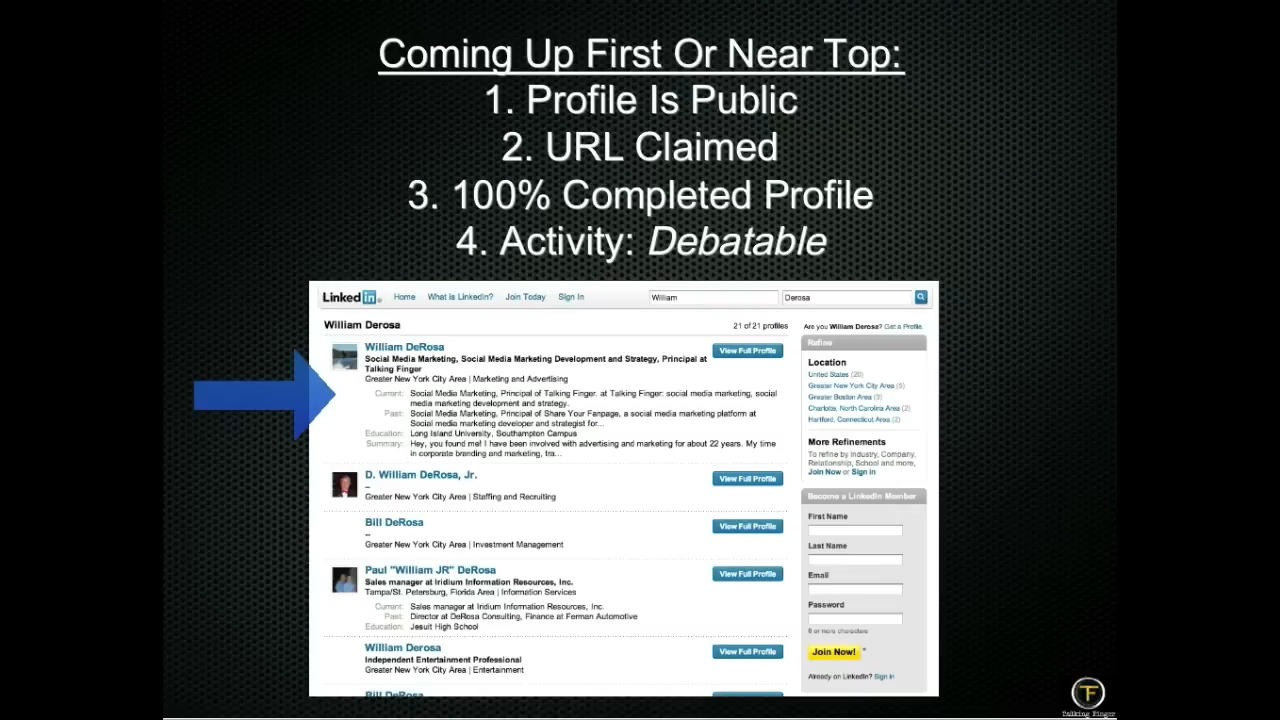 Coming Up First Or Near Top:
1. Profile Is Public
2. URL Claimed
3. 100% Completed Profile
4. Activity: Debatable
Linked in
Home What is LinkedIn? Join Today Sign In William Derosa
William Derosa
21 of 21 profiles
William DeRosa
View Full Profile
Social Media Marketing, Social Media Marketing Development and Strategy, Principal at
Talking Finger
Greater New York City Area | Marketing and Advertising
Current: Social Media Marketing, Principal of Talking Finger. at Talking Finger: social media marketing, social
media marketing development and strategy.
Past: Social Media Marketing, Principal of Share Your Fanpage, a social media marketing platform at
Social media marketing developer and strategist for...
Education: Long Island University, Southampton Campus
Summary: Hey, you found me! I have been involved with advertising and marketing for about 22 years. My time
in corporate branding and marketing, tra...
D. William DeRosa, Jr.
View Full Profile
–
Greater New York City Area | Staffing and Recruiting
Bill DeRosa
View Full Profile
–
Greater New York City Area | Investment Management
Paul "William JR" DeRosa
View Full Profile
Sales manager at Iridium Information Resources, Inc.
Tampa/St. Petersburg, Florida Area | Information Services
Current: Sales manager at Iridium Information Resources, Inc.
Past: Director at DeRosa Consulting, Finance at Ferman Automotive
Education: Jesuit High School
William Derosa
View Full Profile
Independent Entertainment Professional
Greater New York City Area | Entertainment
Bill DeRosa
Are you William Derosa? Get a Profile.
Refine
Location
United States (20)
Greater New York City Area (5)
Greater Boston Area (3)
Charlotte, North Carolina Area (2)
Hartford, Connecticut Area (2)
More Refinements
To refine by Industry, Company,
Relationship, School and more,
Join Now or Sign In
Become a LinkedIn Member
First Name
Last Name
Email
Password
6 or more characters
Join Now! *
Already on LinkedIn? Sign in
TF
Talking Finger